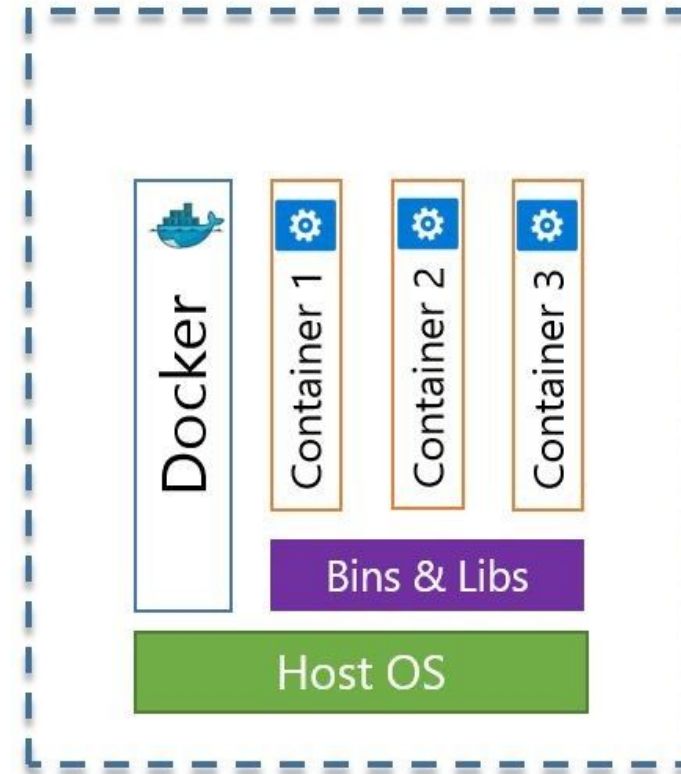 Docker
Container 1
Container 2
Container 3
Bins & Libs
Host OS